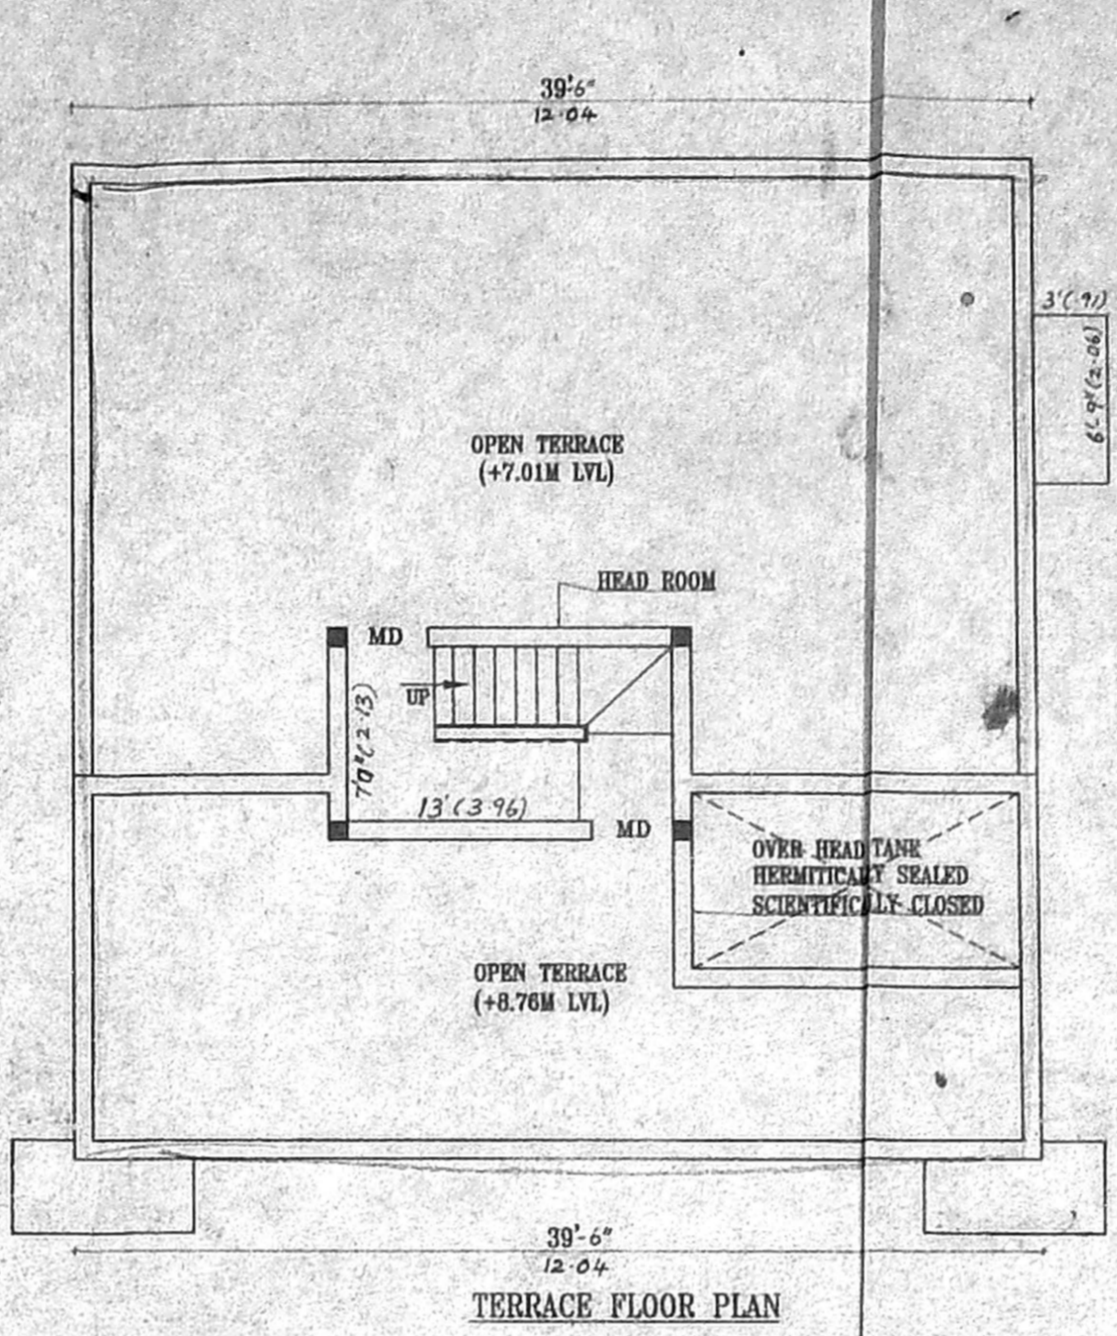 39'-6"
12.04
3'(.91)
6'-9"(2.06)
OPEN TERRACE
(+7.01M LVL)
HEAD ROOM
MD
UP
7'0"(2.13)
13'(3.96)
MD
OVER HEAD TANK
HERMITICALY SEALED
SCIENTIFICALLY CLOSED
OPEN TERRACE
(+8.76M LVL)
39'-6"
12.04
TERRACE FLOOR PLAN